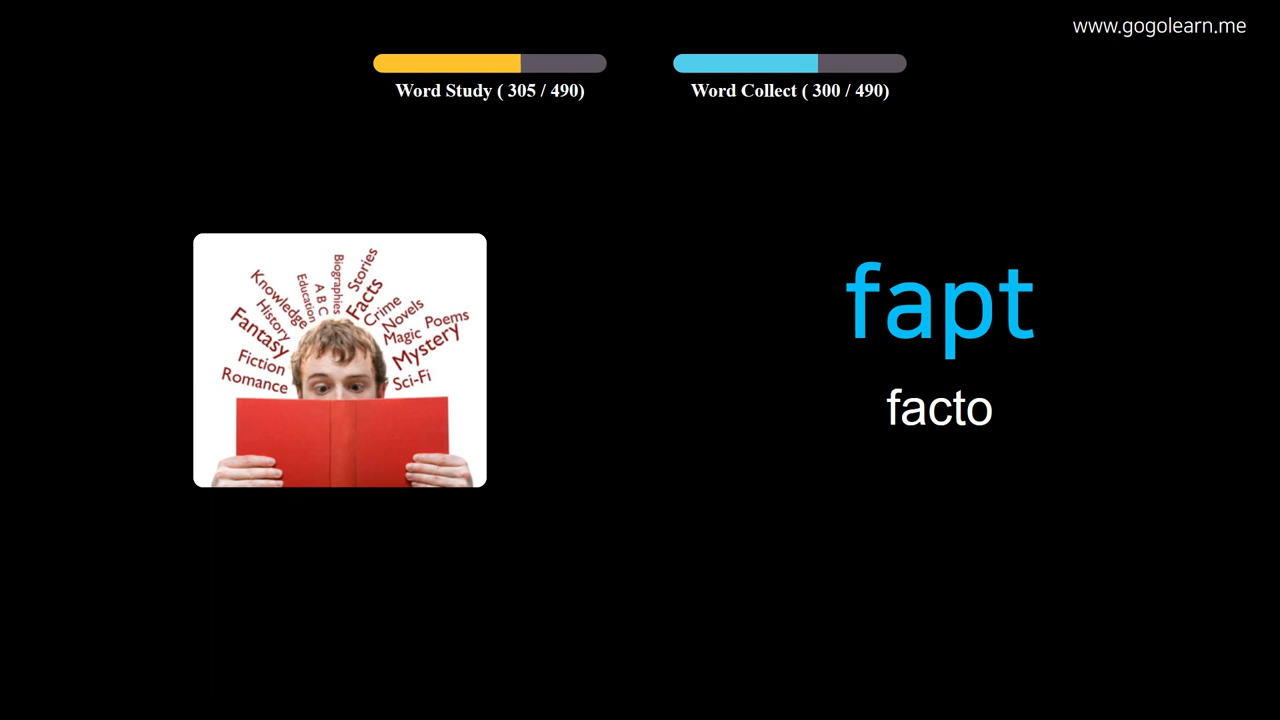 www.gogolearn.me
Word Study ( 305 / 490)
Word Collect ( 300 / 490)
Knowledge
History
Fantasy
Fiction
Romance
Education
A B C
Biographies
Stories
Facts
Crime
Novels
Magic
Poems
Mystery
Sci-Fi
fapt
facto